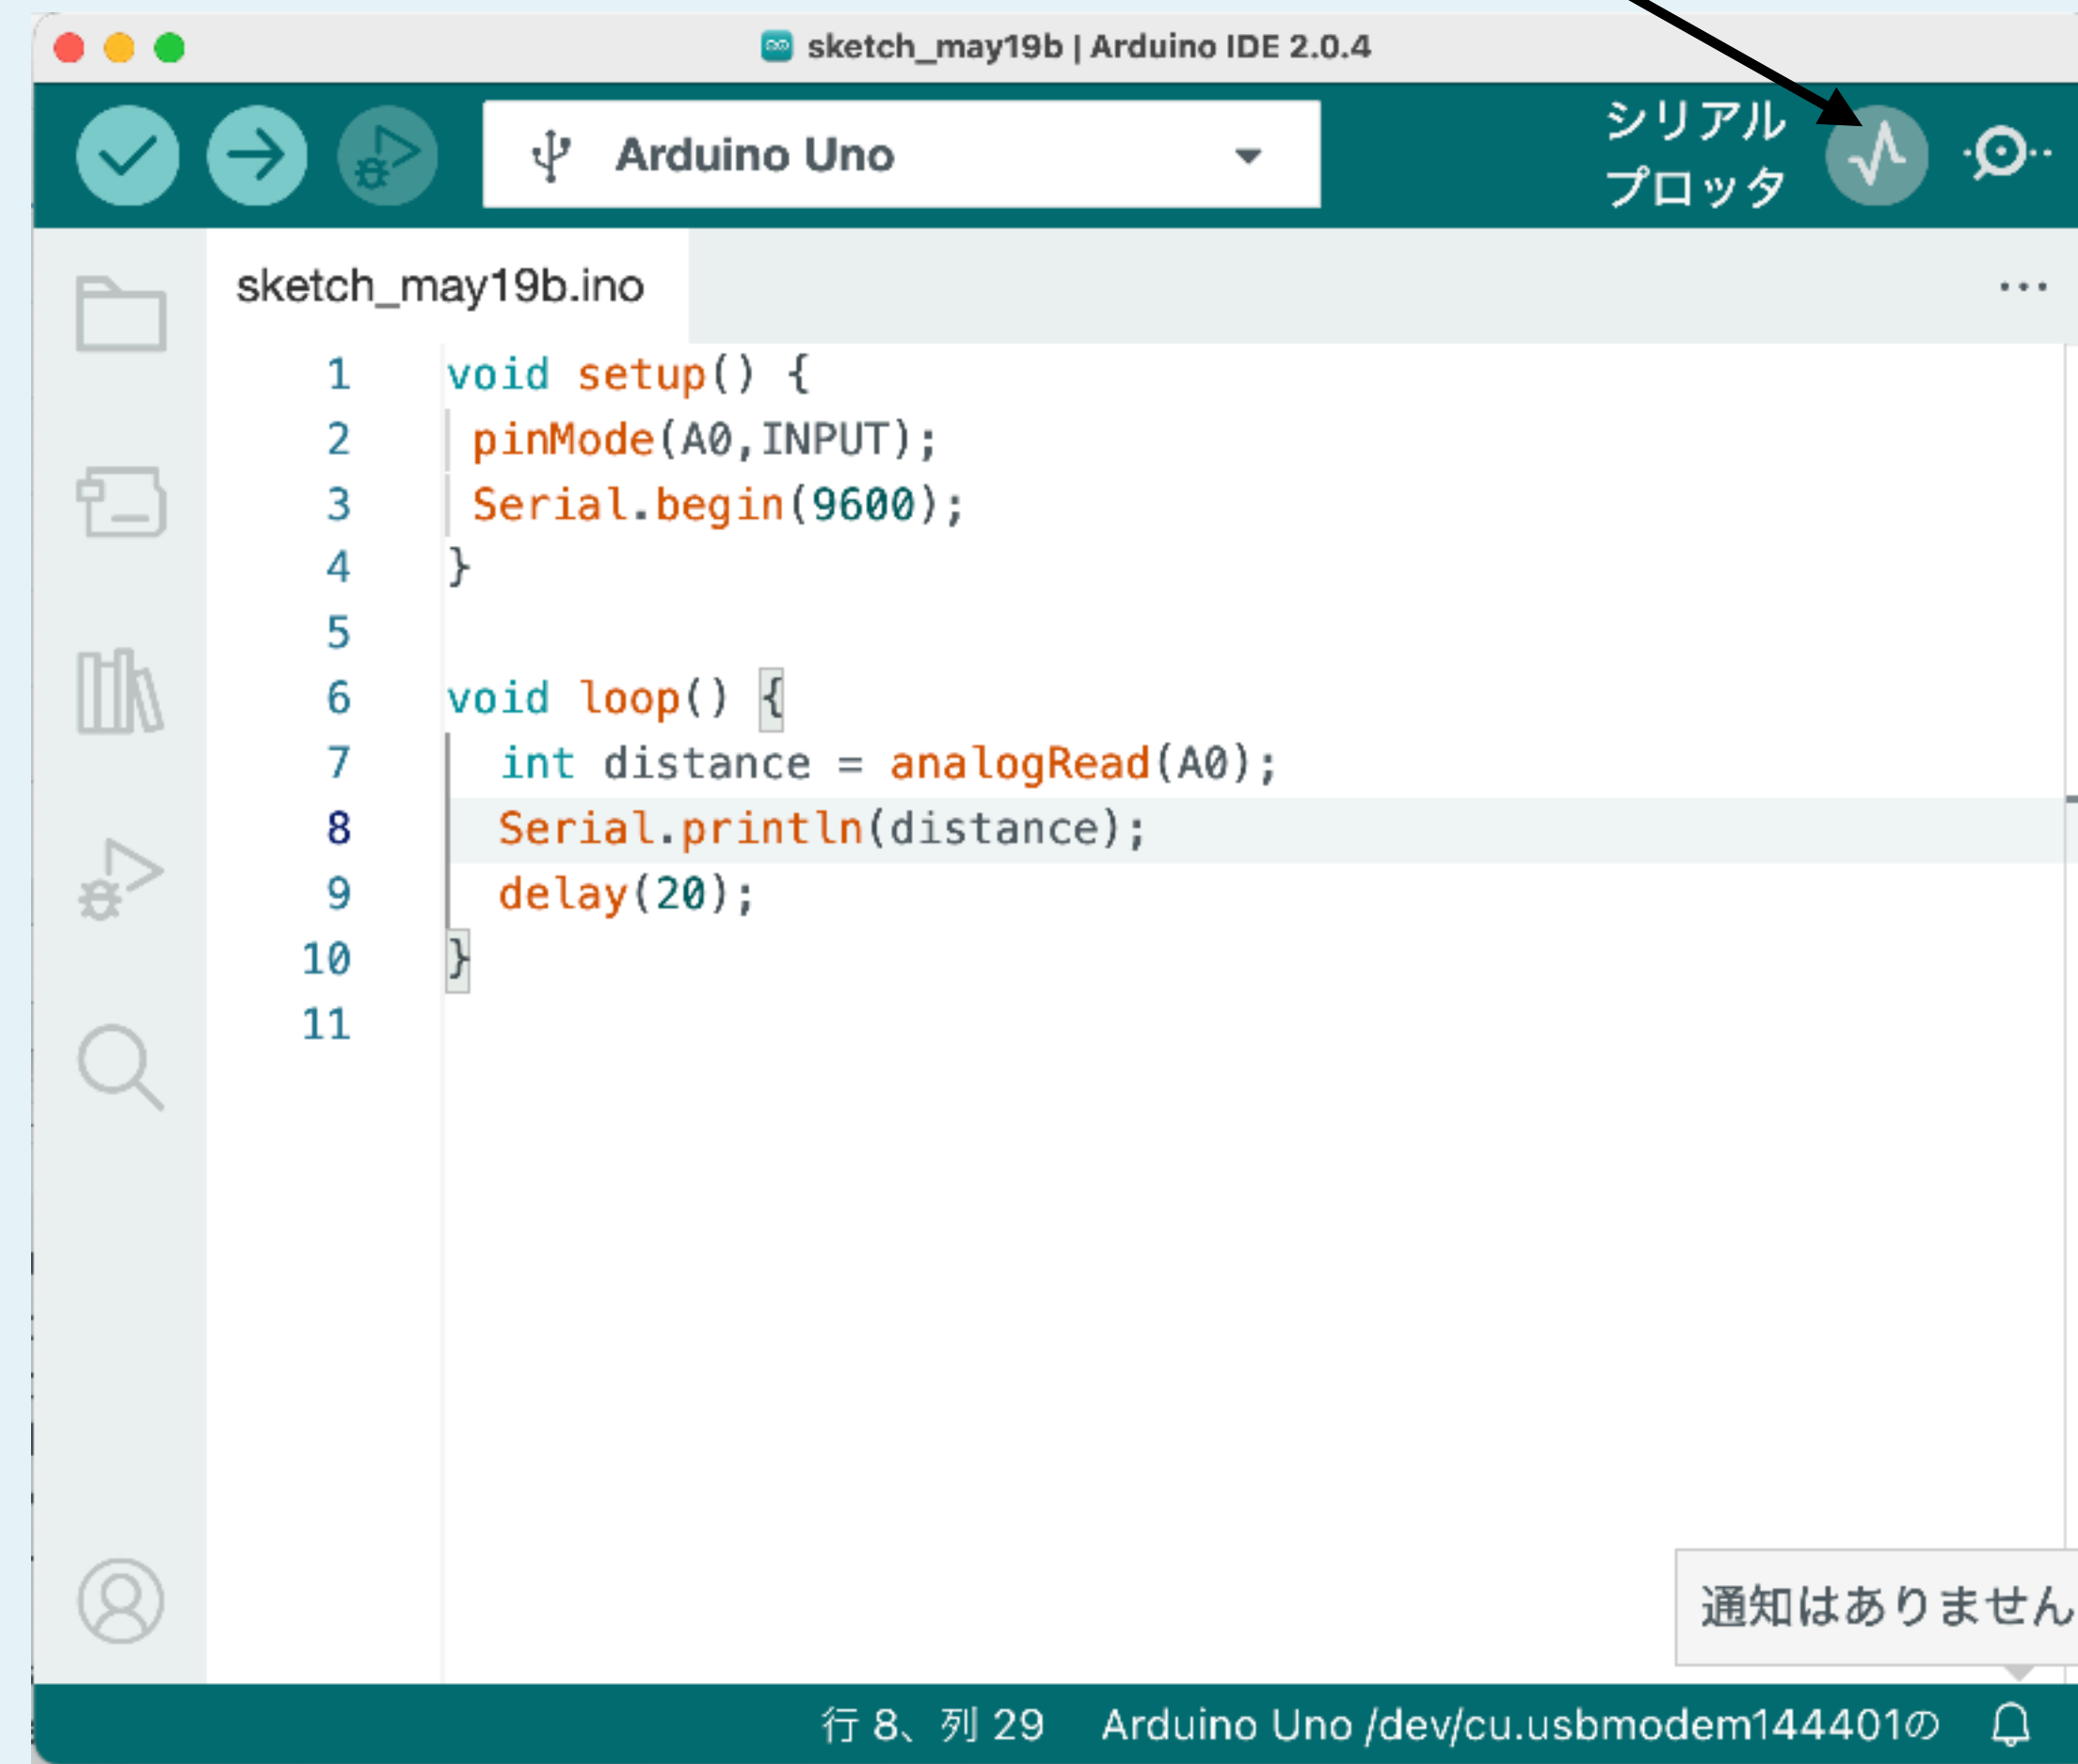 sketch_may19b | Arduino IDE 2.0.4
Arduino Uno
シリアル
プロッタ
sketch_may19b.ino
1 void setup() {
2 pinMode(A0,INPUT);
3 Serial.begin(9600);
4 }
5
6 void loop() {
7 int distance = analogRead(A0);
8 Serial.println(distance);
9 delay(20);
10 }
11
通知はありません
行 8、列 29 Arduino Uno /dev/cu.usbmodem144401の